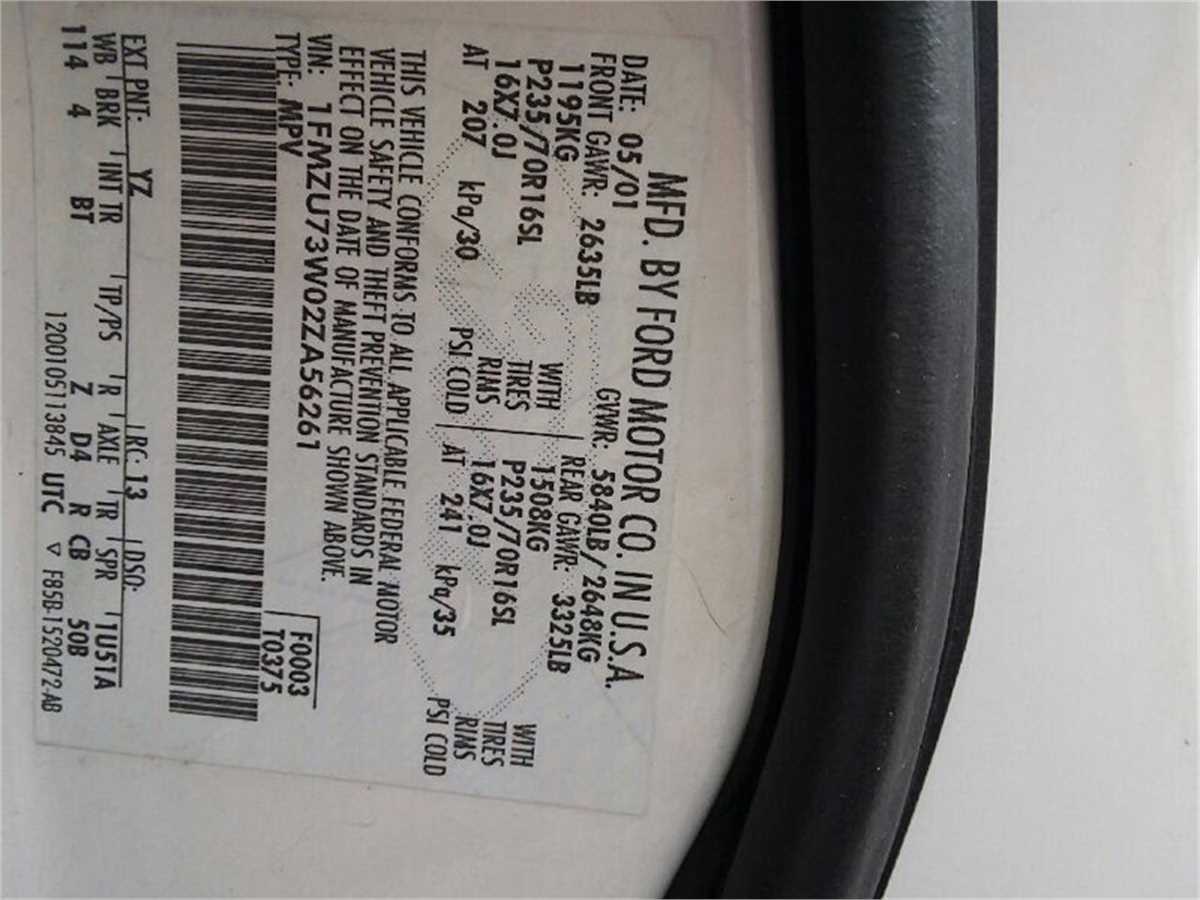 MFD. BY FORD MOTOR CO. IN U.S.A.
DATE: 05/01 GVWR: 5840LB/ 2648KG
FRONT GAWR: 2635LB REAR GAWR: 3325LB
1195KG WITH 1508KG WITH
P235/70R16SL TIRES P235/70R16SL TIRES
16X7.0J RIMS 16X7.0J RIMS
AT 207 kPa/30 PSI COLD AT 241 kPa/35 PSI COLD
THIS VEHICLE CONFORMS TO ALL APPLICABLE FEDERAL MOTOR
VEHICLE SAFETY AND THEFT PREVENTION STANDARDS IN
EFFECT ON THE DATE OF MANUFACTURE SHOWN ABOVE.
VIN: 1FMZU73W02ZA56261 F0003
TYPE: MPV T0375
EXT PNT: YZ RC: 13 DSO:
WB BRK INT TR TP/PS R AXLE TR SPR 1U51A
114 4 BT Z D4 R CB 50B
1200105113845 UTC ▽ F85B-1520472-AB